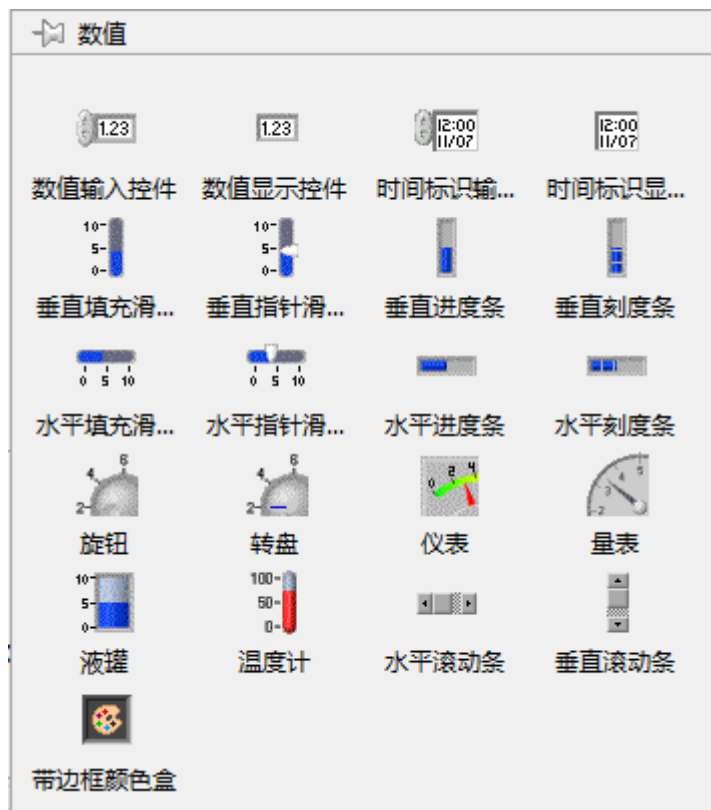 数值
1.23
1.23
12:00
11/07
12:00
11/07
数值输入控件 数值显示控件 时间标识输... 时间标识显...
10-
5-
0-
10-
5-
0-
垂直填充滑... 垂直指针滑... 垂直进度条 垂直刻度条
0 5 10
0 5 10
水平填充滑... 水平指针滑... 水平进度条 水平刻度条
2 4 6
2 4 6
0 2 4
2 3 4 5
旋钮 转盘 仪表 量表
10-
5-
0-
100-
50-
0-
液罐 温度计 水平滚动条 垂直滚动条
带边框颜色盒